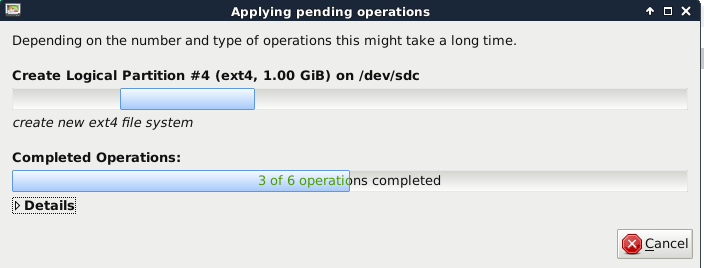 Applying pending operations
Depending on the number and type of operations this might take a long time.
Create Logical Partition #4 (ext4, 1.00 GiB) on /dev/sdc
create new ext4 file system
Completed Operations:
3 of 6 operations completed
Details
Cancel